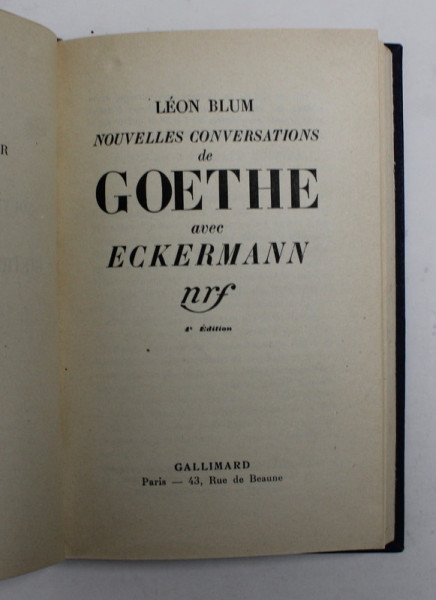 R
LÉON BLUM
NOUVELLES CONVERSATIONS
de
GOETHE
avec
ECKERMANN
nrf
4e Édition
GALLIMARD
Paris — 43, Rue de Beaune